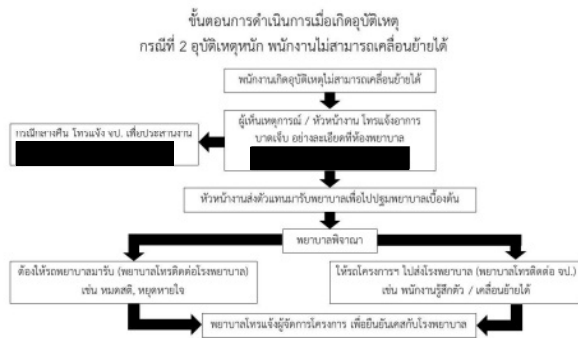 ขั้นตอนการดำเนินการเมื่อเกิดอุบัติเหตุ
กรณีที่ 2 อุบัติเหตุหนัก พนักงานไม่สามารถเคลื่อนย้ายได้
พนักงานเกิดอุบัติเหตุไม่สามารถเคลื่อนย้ายได้
ผู้เห็นเหตุการณ์ / หัวหน้างาน โทรแจ้งอาการ
บาดเจ็บ อย่างละเอียดที่ห้องพยาบาล
กรณีกลางคืน โทรแจ้ง จป. เพื่อประสานงาน
หัวหน้างานส่งตัวแทนมารับพยาบาลเพื่อไปปฐมพยาบาลเบื้องต้น
พยาบาลพิจาณา
ต้องให้รถพยาบาลมารับ (พยาบาลโทรติดต่อโรงพยาบาล)
เช่น หมดสติ, หยุดหายใจ
ให้รถโครงการฯ ไปส่งโรงพยาบาล (พยาบาลโทรติดต่อ จป.)
เช่น พนักงานรู้สึกตัว / เคลื่อนย้ายได้
พยาบาลโทรแจ้งผู้จัดการโครงการ เพื่อยืนยันเคสกับโรงพยาบาล